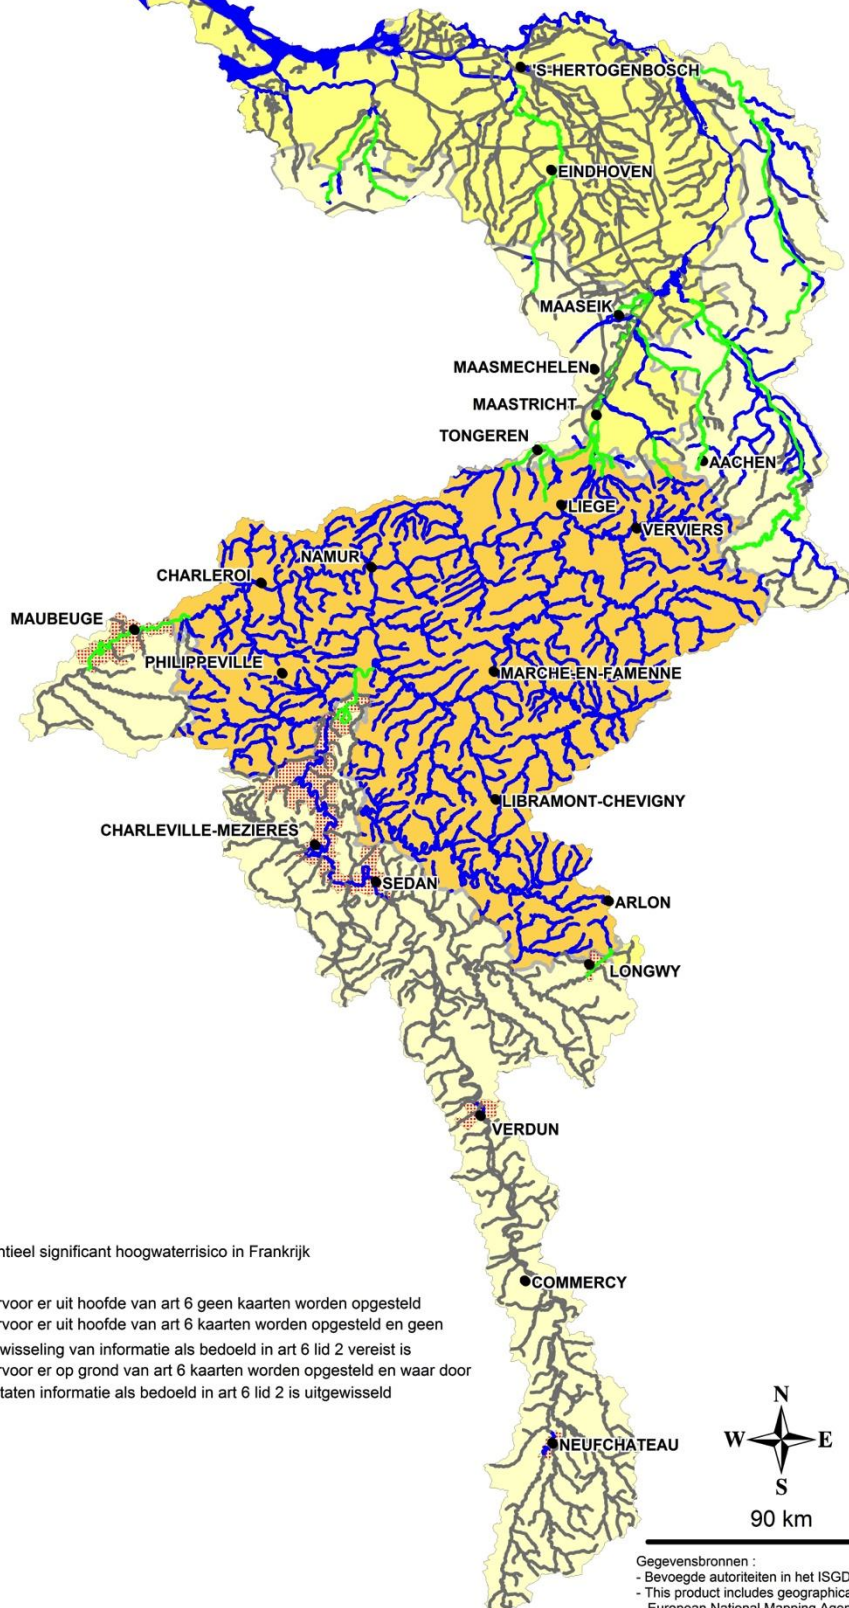 'S-HERTOGENBOSCH
EINDHOVEN
MAASEIK
MAASMECHELEN
MAASTRICHT
TONGEREN
AACHEN
LIEGE
VERVIERS
NAMUR
CHARLEROI
MAUBEUGE
PHILIPPEVILLE
MARCHE-EN-FAMENNE
LIBRAMONT-CHEVIGNY
CHARLEVILLE-MEZIERES
SEDAN
ARLON
LONGWY
VERDUN
ntieel significant hoogwaterrisico in Frankrijk
COMMERCY
rvoor er uit hoofde van art 6 geen kaarten worden opgesteld
rvoor er uit hoofde van art 6 kaarten worden opgesteld en geen
wisseling van informatie als bedoeld in art 6 lid 2 vereist is
rvoor er op grond van art 6 kaarten worden opgesteld en waar door
taten informatie als bedoeld in art 6 lid 2 is uitgewisseld
N
W E
S
NEUFCHATEAU
90 km
Gegevensbronnen :
- Bevoegde autoriteiten in het ISGD
- This product includes geographica
European National Mapping Agen